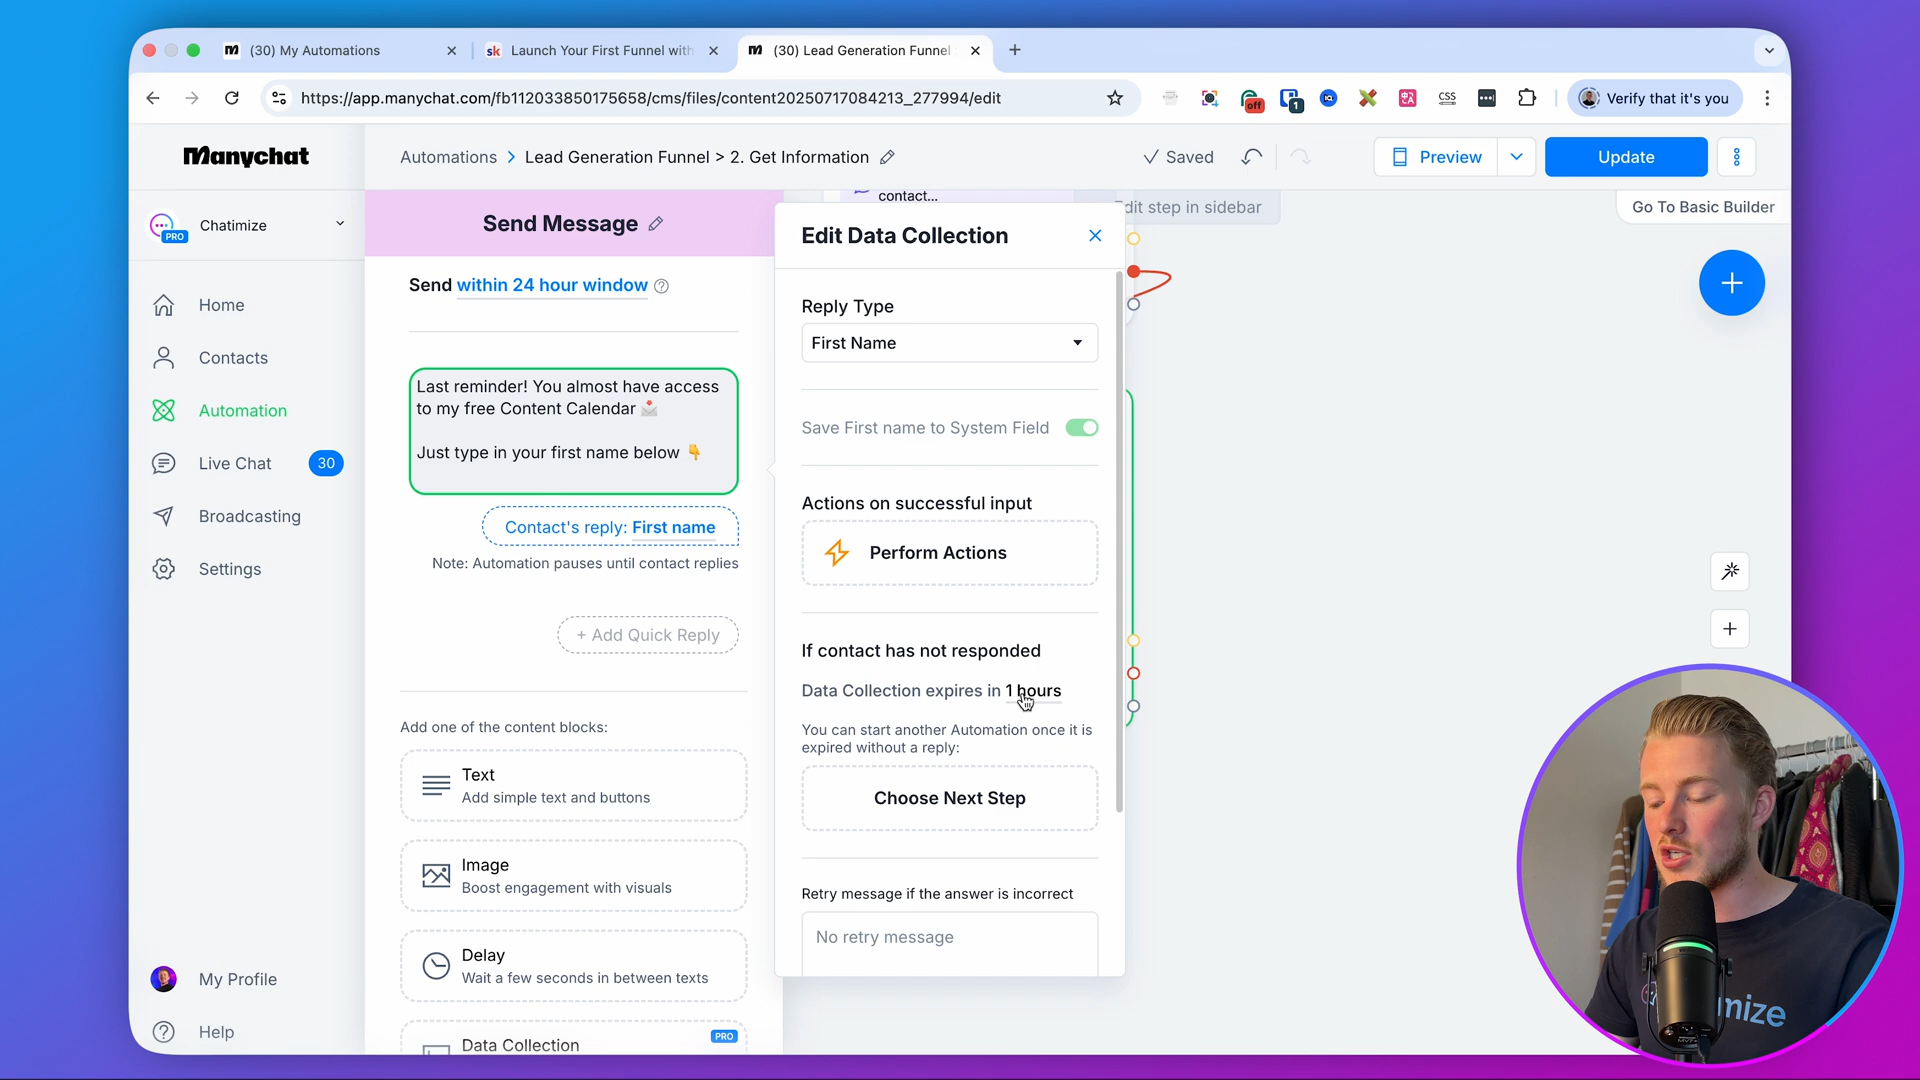 (30) My Automations
sk Launch Your First Funnel with
(30) Lead Generation Funnel
https://app.manychat.com/fb112033850175658/cms/files/content20250717084213_277994/edit
off
1
CSS
Verify that it's you
Manychat
Automations > Lead Generation Funnel > 2. Get Information
Saved
Preview
Update
Chatimize
PRO
Home
Contacts
Automation
Live Chat 30
Broadcasting
Settings
My Profile
Help
Send Message
Send within 24 hour window
Last reminder! You almost have access
to my free Content Calendar
Just type in your first name below
Contact's reply: First name
Note: Automation pauses until contact replies
+ Add Quick Reply
Add one of the content blocks:
Text
Add simple text and buttons
Image
Boost engagement with visuals
Delay
Wait a few seconds in between texts
Data Collection
PRO
contact...
dit step in sidebar
Go To Basic Builder
Edit Data Collection
Reply Type
First Name
Save First name to System Field
Actions on successful input
Perform Actions
If contact has not responded
Data Collection expires in 1 hours
You can start another Automation once it is
expired without a reply:
Choose Next Step
Retry message if the answer is incorrect
No retry message
mize